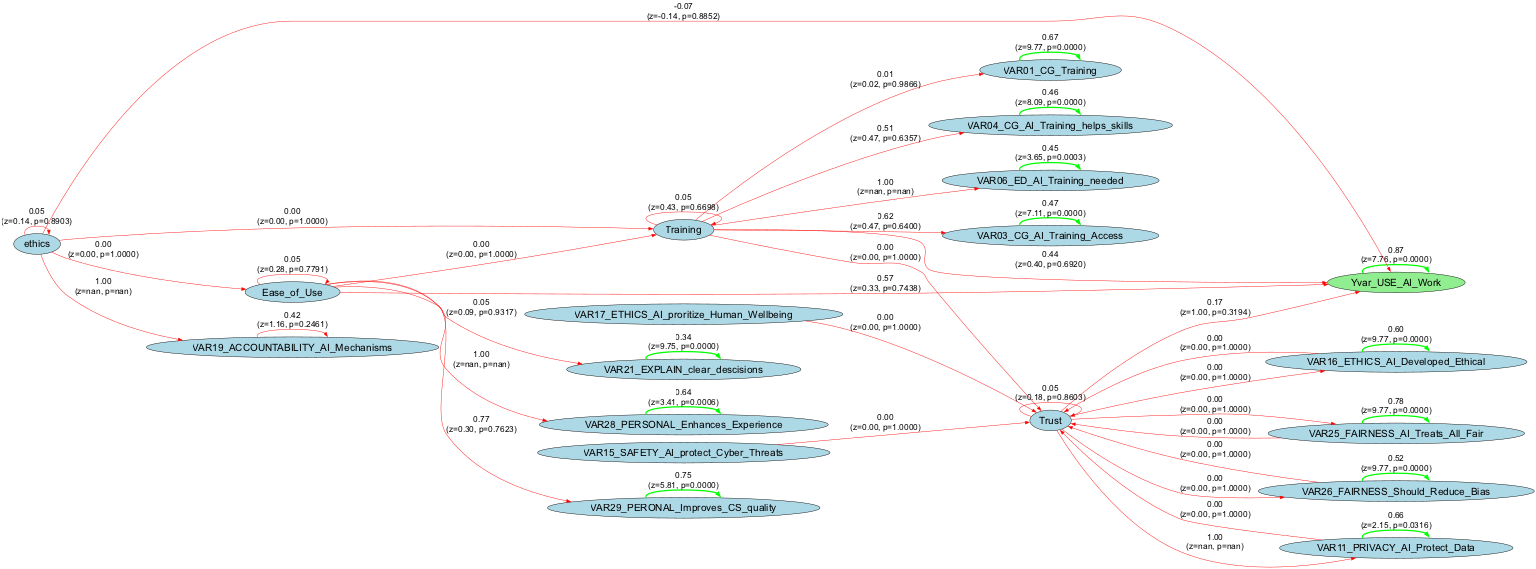 -0.07
(z=-0.14, p=0.8852)
0.67
(z=9.77, p=0.0000)
VAR01_CG_Training
0.01
(z=0.02, p=0.9866)
0.46
(z=8.09, p=0.0000)
VAR04_CG_AI_Training_helps_skills
0.51
(z=0.47, p=0.6357)
0.45
(z=3.65, p=0.0003)
VAR06_ED_AI_Training_needed
1.00
(z=nan, p=nan)
0.47
(z=7.11, p=0.0000)
VAR03_CG_AI_Training_Access
0.62
(z=0.47, p=0.6400)
0.05
(z=0.43, p=0.6698)
Training
0.05
(z=0.14, p=0.8903)
ethics
0.00
(z=0.00, p=1.0000)
0.00
(z=0.00, p=1.0000)
0.00
(z=0.00, p=1.0000)
0.00
(z=0.00, p=1.0000)
0.44
(z=0.40, p=0.6920)
0.87
(z=7.76, p=0.0000)
Yvar_USE_AI_Work
0.05
(z=0.28, p=0.7791)
Ease_of_Use
0.57
(z=0.33, p=0.7438)
1.00
(z=nan, p=nan)
0.05
(z=0.09, p=0.9317)
VAR17_ETHICS_AI_proritize_Human_Wellbeing
0.00
(z=0.00, p=1.0000)
0.17
(z=1.00, p=0.3194)
0.42
(z=1.16, p=0.2461)
VAR19_ACCOUNTABILITY_AI_Mechanisms
0.34
(z=9.75, p=0.0000)
VAR21_EXPLAIN_clear_descisions
1.00
(z=nan, p=nan)
0.60
(z=9.77, p=0.0000)
VAR16_ETHICS_AI_Developed_Ethical
0.00
(z=0.00, p=1.0000)
0.00
(z=0.00, p=1.0000)
0.64
(z=3.41, p=0.0006)
VAR28_PERSONAL_Enhances_Experience
0.05
(z=0.18, p=0.8603)
Trust
0.77
(z=0.30, p=0.7623)
VAR15_SAFETY_AI_protect_Cyber_Threats
0.00
(z=0.00, p=1.0000)
0.00
(z=0.00, p=1.0000)
0.00
(z=0.00, p=1.0000)
0.78
(z=9.77, p=0.0000)
VAR25_FAIRNESS_AI_Treats_All_Fair
0.00
(z=0.00, p=1.0000)
0.00
(z=0.00, p=1.0000)
0.52
(z=9.77, p=0.0000)
VAR26_FAIRNESS_Should_Reduce_Bias
0.75
(z=5.81, p=0.0000)
VAR29_PERONAL_Improves_CS_quality
0.00
(z=0.00, p=1.0000)
0.66
(z=2.15, p=0.0316)
VAR11_PRIVACY_AI_Protect_Data
1.00
(z=nan, p=nan)